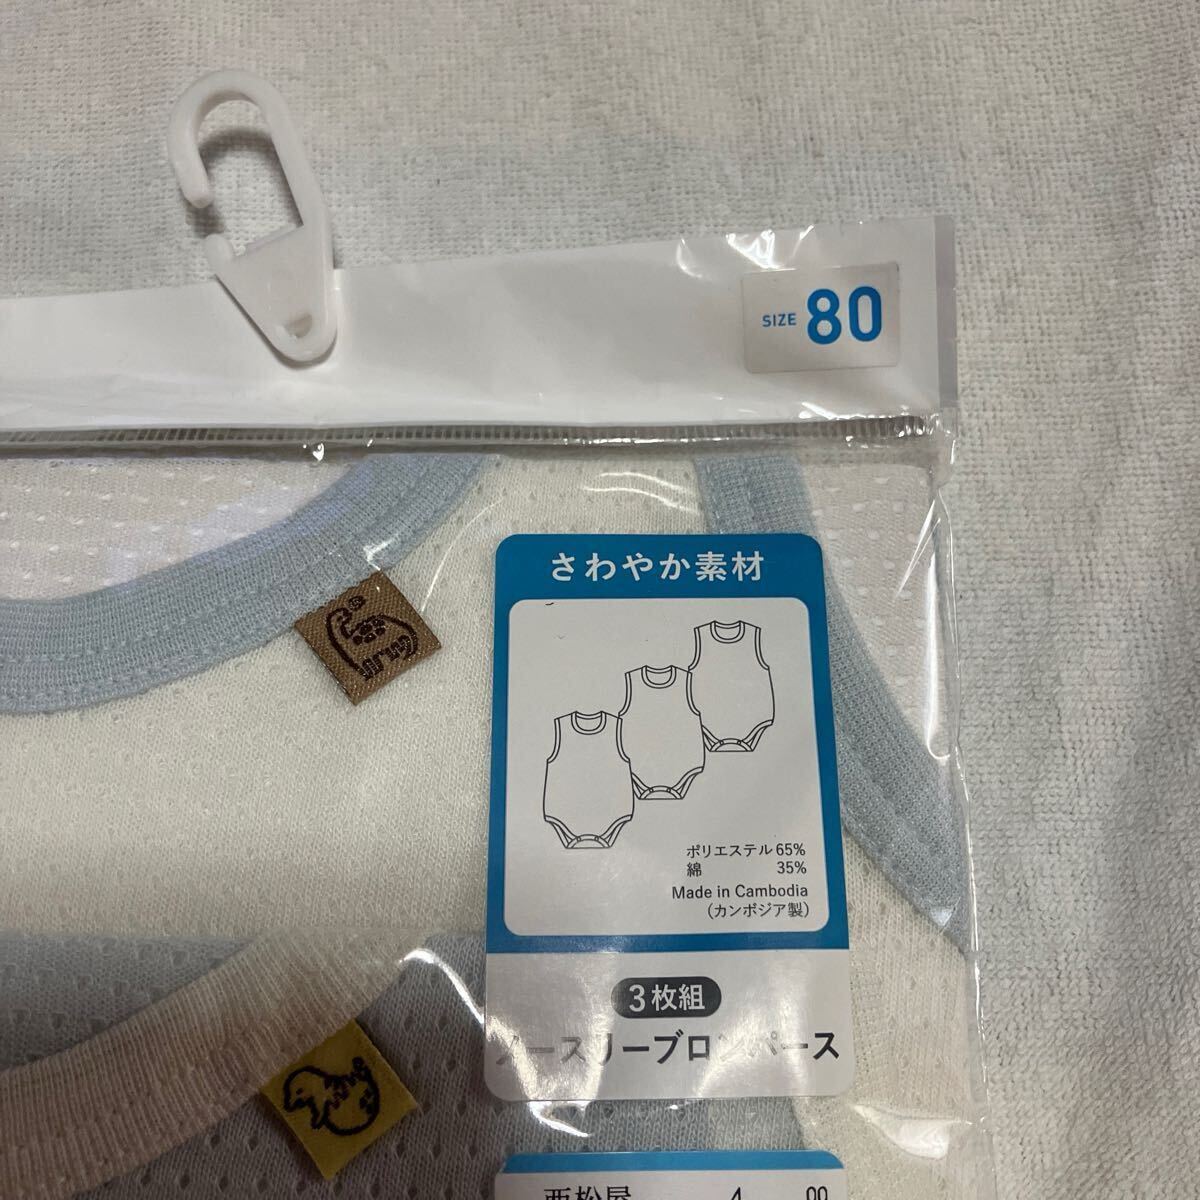 SIZE 80
さわやか素材
ポリエステル 65%
綿 35%
Made in Cambodia
(カンボジア製)
3枚組
ノースリーブロンパース